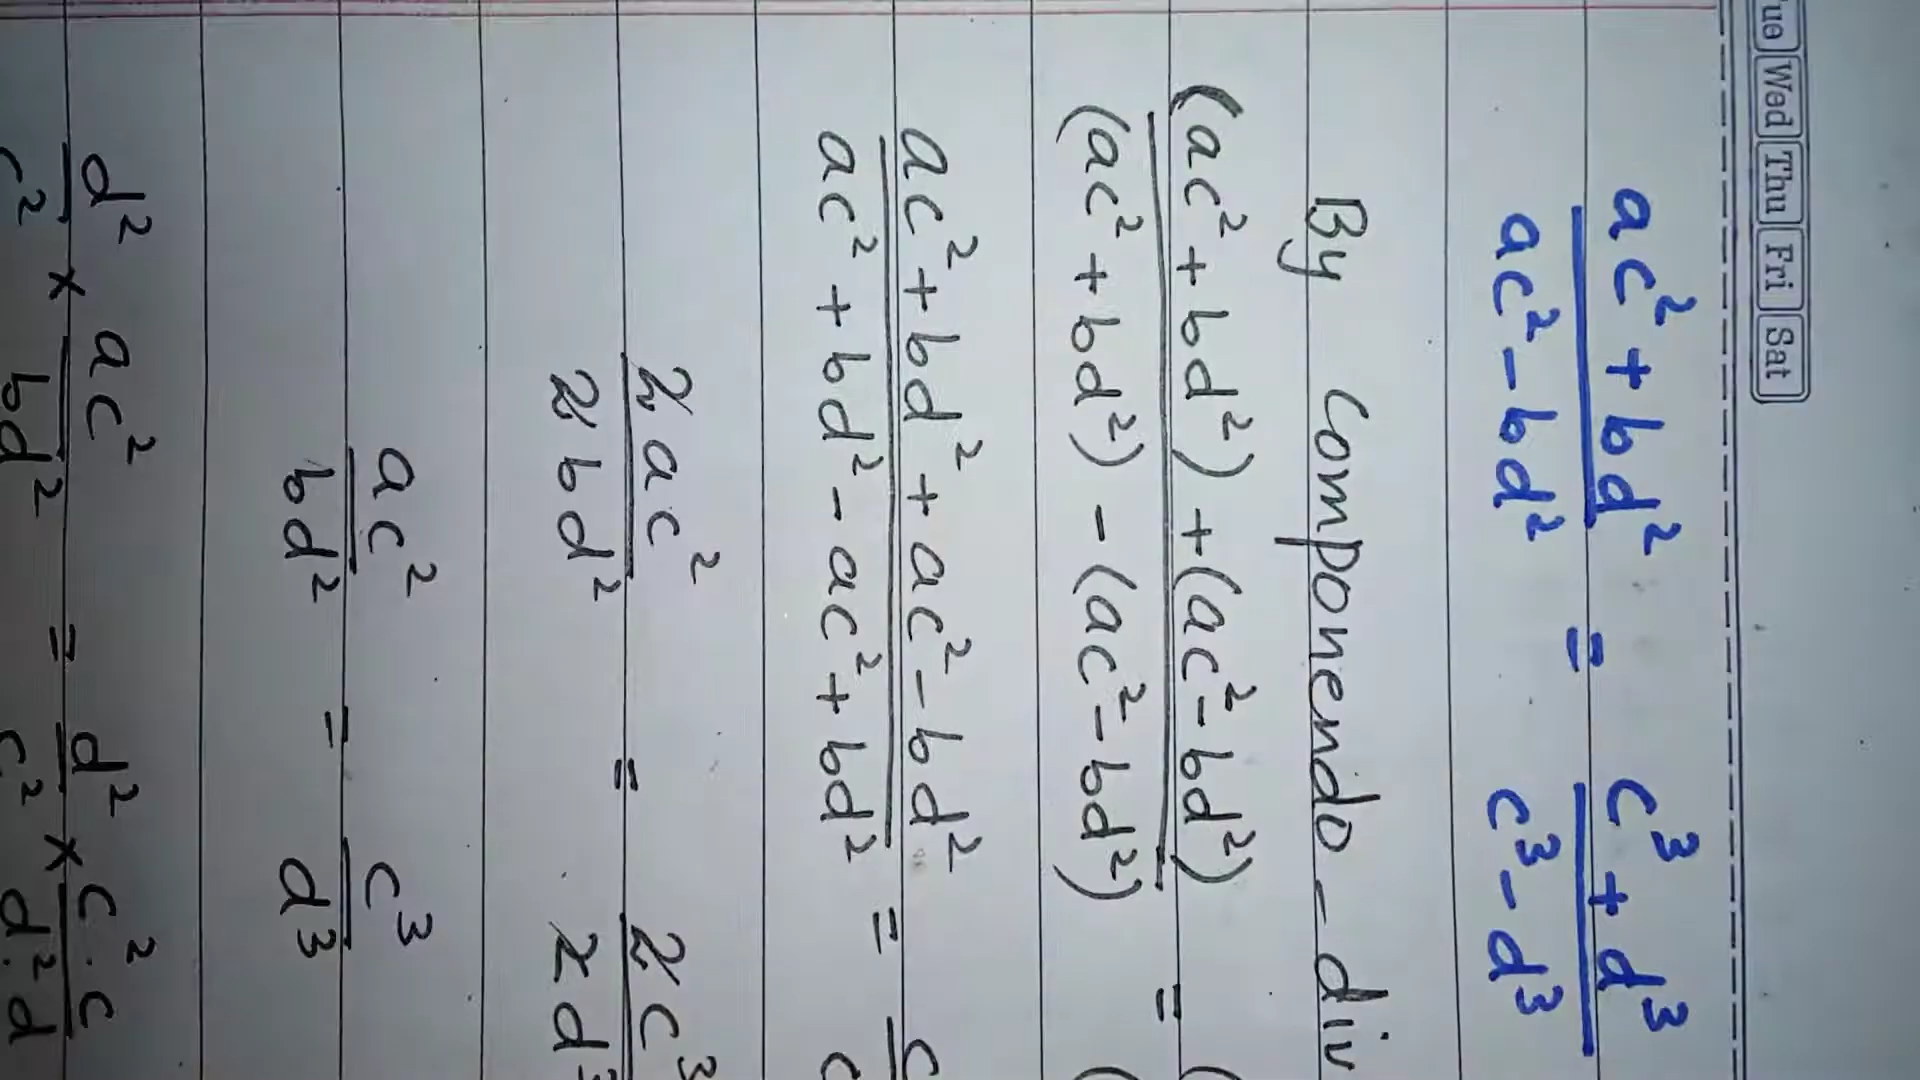 Wed Thu Fri Sat
ac² + bd² / ac² - bd² = c³ + d³ / c³ - d³
By Componendo - div
(ac² + bd²) + (ac² - bd²) / (ac² + bd²) - (ac² - bd²) =
ac² + bd² + ac² - bd² / ac² + bd² - ac² + bd² =
2ac² / 2bd² = 2c³ / 2d³
ac² / bd² = c³ / d³
d² / c² × ac² / bd² = d² / c² × c².c / d².d